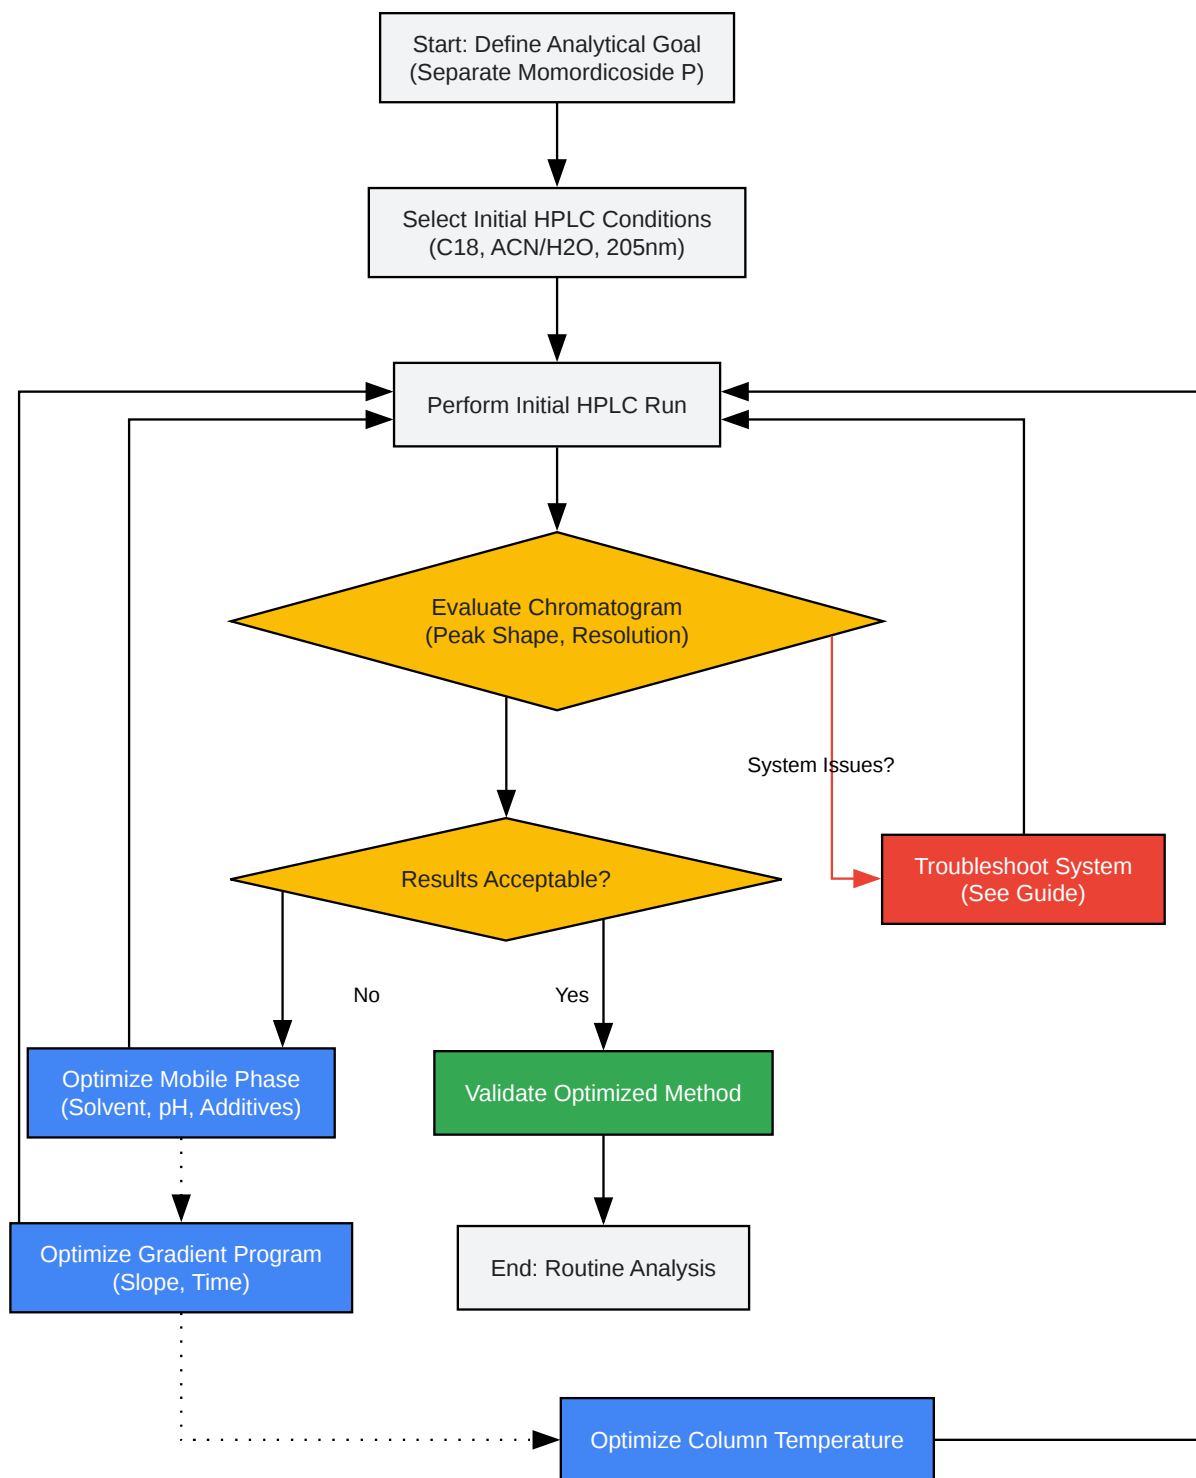 Start: Define Analytical Goal
(Separate Momordicoside P)
Select Initial HPLC Conditions
(C18, ACN/H2O, 205nm)
Perform Initial HPLC Run
Evaluate Chromatogram
(Peak Shape, Resolution)
System Issues?
Results Acceptable?
Troubleshoot System
(See Guide)
No
Yes
Optimize Mobile Phase
(Solvent, pH, Additives)
Validate Optimized Method
Optimize Gradient Program
(Slope, Time)
End: Routine Analysis
Optimize Column Temperature